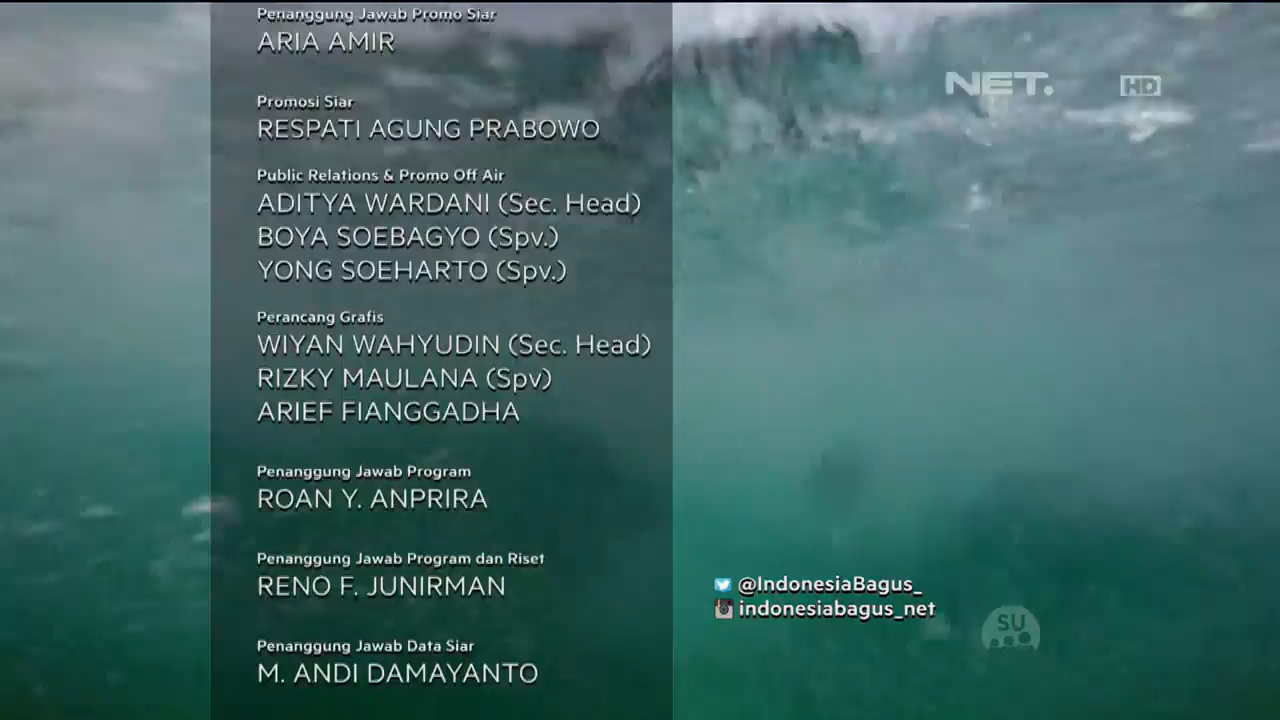 Penanggung Jawab Promo Siar
ARIA AMIR
Promosi Siar
RESPATI AGUNG PRABOWO
Public Relations & Promo Off Air
ADITYA WARDANI (Sec. Head)
BOYA SOEBAGYO (Spv.)
YONG SOEHARTO (Spv.)
Perancang Grafis
WIYAN WAHYUDIN (Sec. Head)
RIZKY MAULANA (Spv)
ARIEF FIANGGADHA
Penanggung Jawab Program
ROAN Y. ANPRIRA
Penanggung Jawab Program dan Riset
RENO F. JUNIRMAN
Penanggung Jawab Data Siar
M. ANDI DAMAYANTO
NET.
HD
@IndonesiaBagus_
indonesiabagus_net
SU